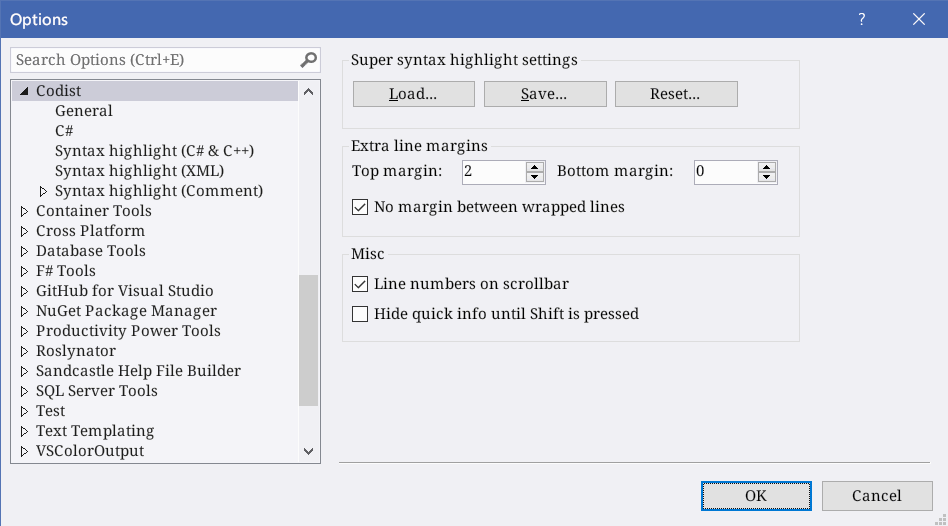 Options
?
Search Options (Ctrl+E)
Codist
General
C#
Syntax highlight (C# & C++)
Syntax highlight (XML)
Syntax highlight (Comment)
Container Tools
Cross Platform
Database Tools
F# Tools
GitHub for Visual Studio
NuGet Package Manager
Productivity Power Tools
Roslynator
Sandcastle Help File Builder
SQL Server Tools
Test
Text Templating
VSColorOutput
Super syntax highlight settings
Load... Save... Reset...
Extra line margins
Top margin: 2 Bottom margin: 0
No margin between wrapped lines
Misc
Line numbers on scrollbar
Hide quick info until Shift is pressed
OK Cancel